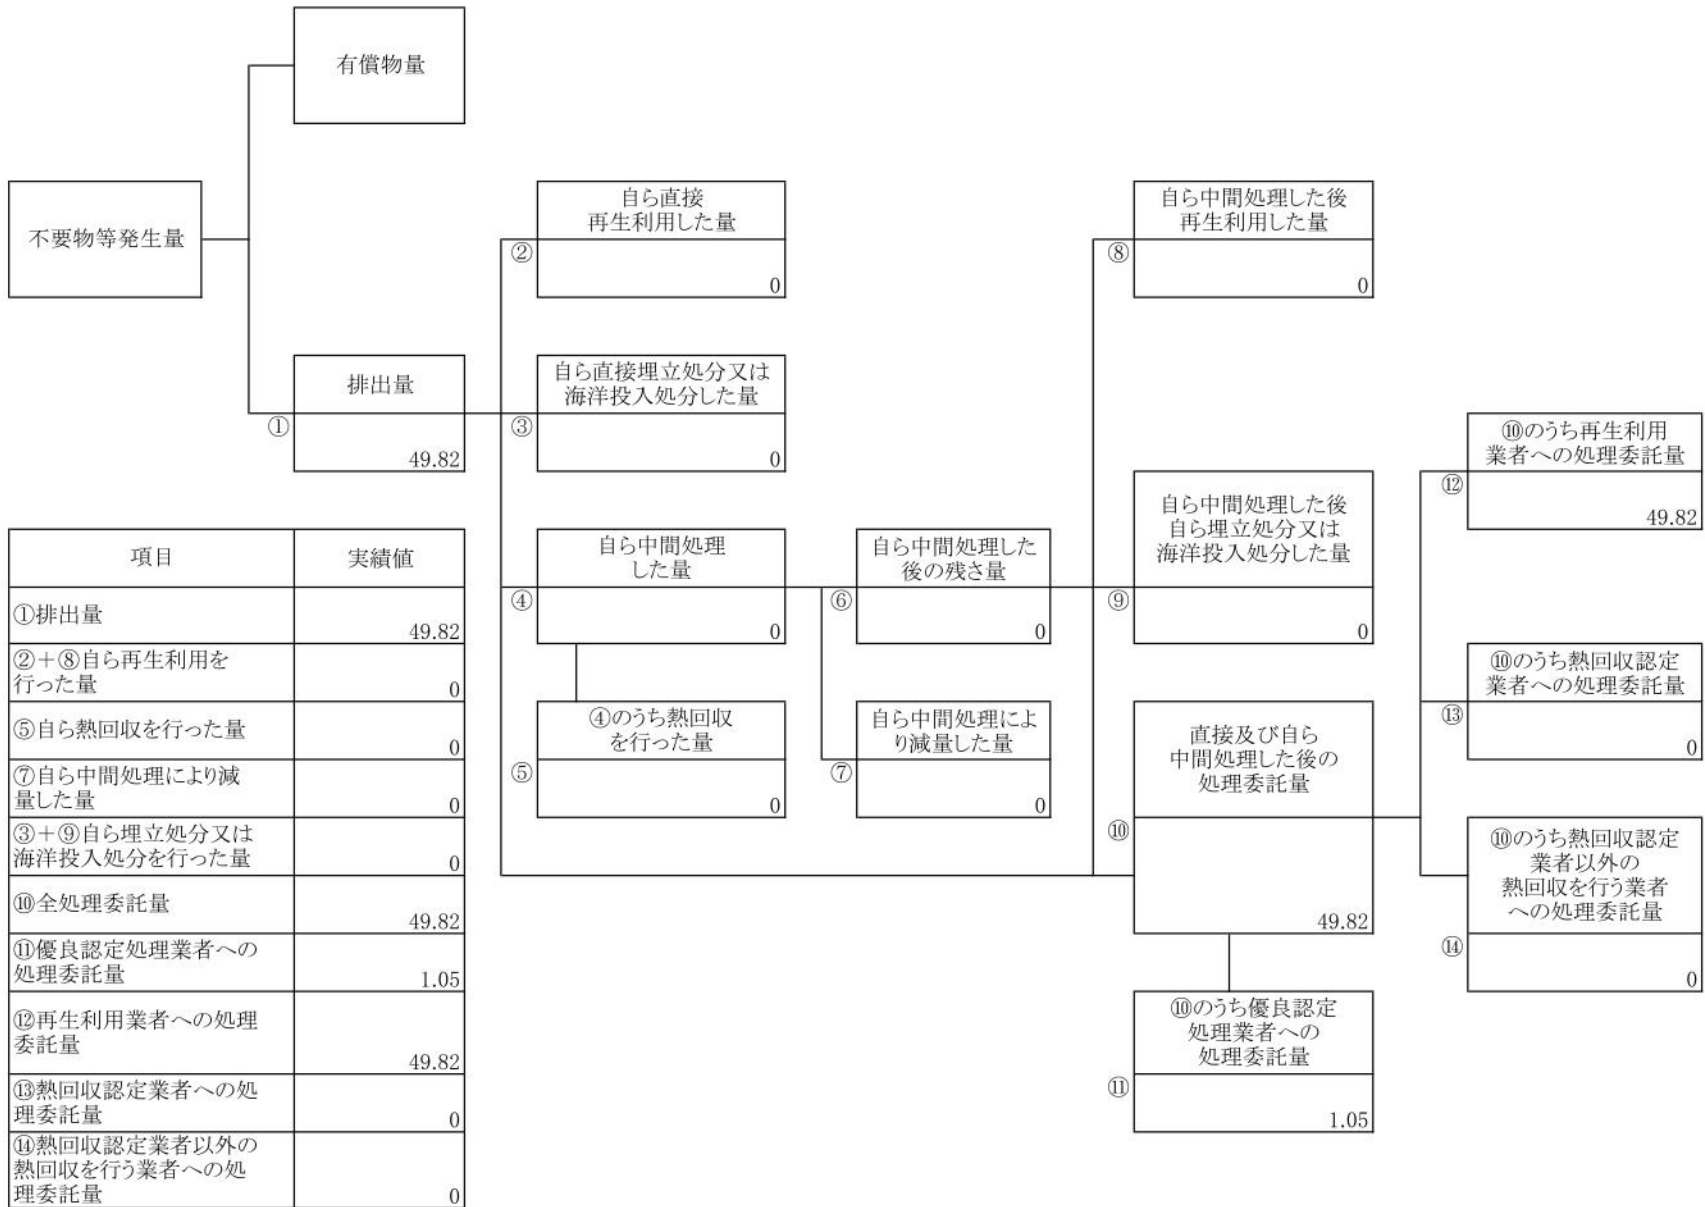 有償物量
不要物等発生量
自ら直接
再生利用した量
②
0
自ら中間処理した後
再生利用した量
⑧
0
排出量
①
49.82
自ら直接埋立処分又は
海洋投入処分した量
③
0
⑩のうち再生利用
業者への処理委託量
⑫
49.82
自ら中間処理
した量
④
0
自ら中間処理した
後の残さ量
⑥
0
自ら中間処理した後
自ら埋立処分又は
海洋投入処分した量
⑨
0
④のうち熱回収
を行った量
⑤
0
自ら中間処理によ
り減量した量
⑦
0
直接及び自ら
中間処理した後の
処理委託量
⑩
49.82
⑩のうち熱回収認定
業者への処理委託量
⑬
0
⑩のうち熱回収認定
業者以外の
熱回収を行う業者
への処理委託量
⑭
0
⑩のうち優良認定
処理業者への
処理委託量
⑪
1.05
項目 実績値
①排出量
49.82
②+⑧自ら再生利用を
行った量
0
⑤自ら熱回収を行った量
0
⑦自ら中間処理により減
量した量
0
③+⑨自ら埋立処分又は
海洋投入処分を行った量
0
⑩全処理委託量
49.82
⑪優良認定処理業者への
処理委託量
1.05
⑫再生利用業者への処理
委託量
49.82
⑬熱回収認定業者への処
理委託量
0
⑭熱回収認定業者以外の
熱回収を行う業者への処
理委託量
0